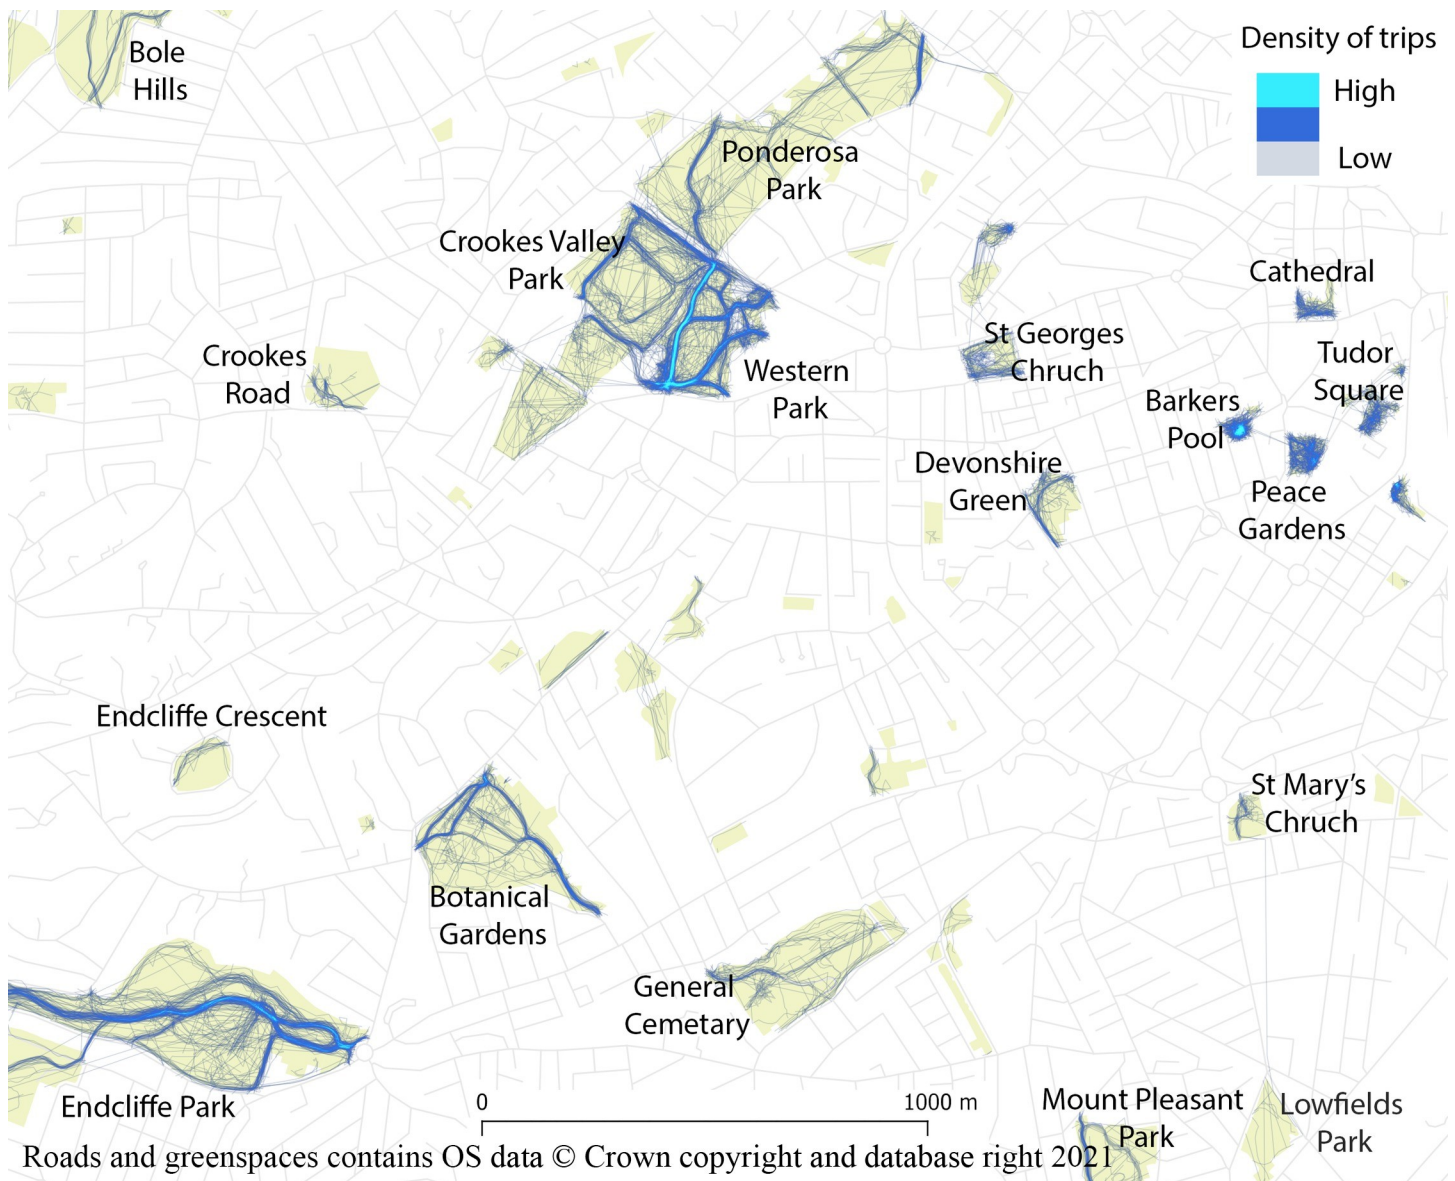 Density of trips
High
Low
Bole
Hills
Ponderosa
Park
Crookes Valley
Park
Cathedral
St Georges
Chruch
Tudor
Square
Crookes
Road
Western
Park
Barkers
Pool
Devonshire
Green
Peace
Gardens
Endcliffe Crescent
St Mary's
Chruch
Botanical
Gardens
General
Cemetary
Endcliffe Park
0 1000 m
Mount Pleasant
Park
Lowfields
Park
Roads and greenspaces contains OS data © Crown copyright and database right 2021